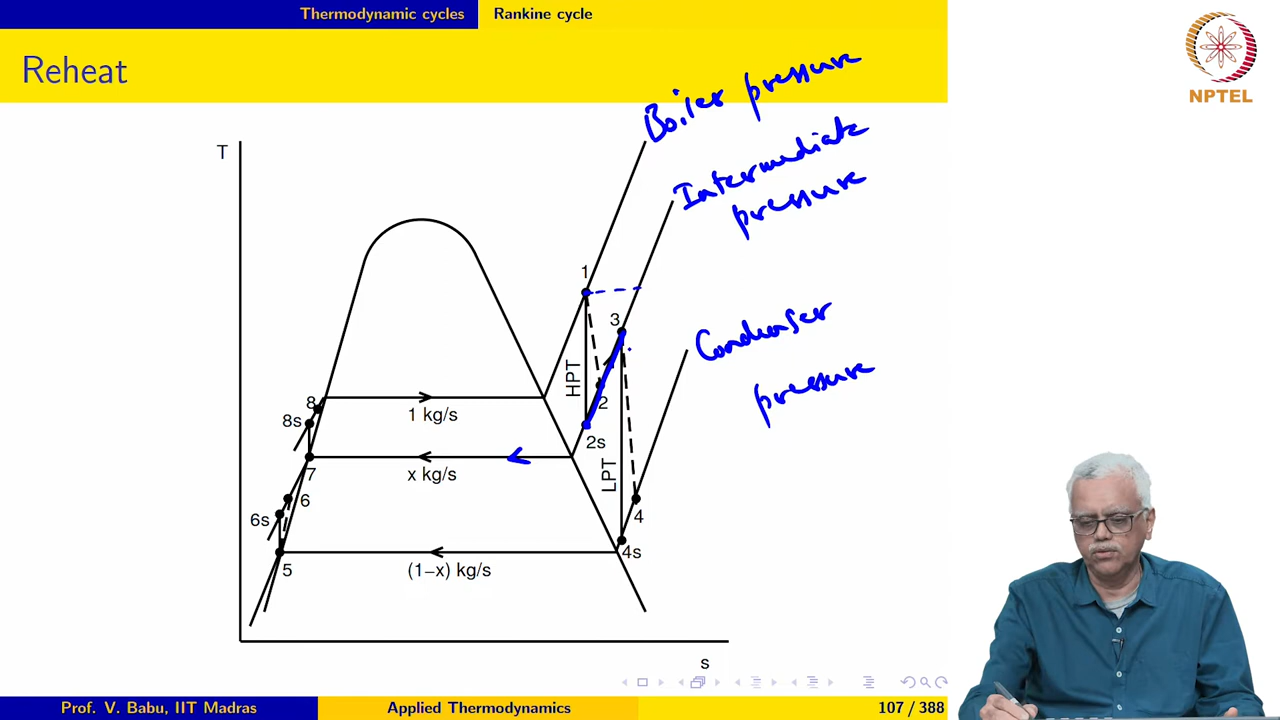 Thermodynamic cycles Rankine cycle
Reheat
NPTEL
Boiler pressure
Intermediate
pressure
Condenser
pressure
T
1
3
HPT
2
2s
LPT
4
4s
8
8s
1 kg/s
7
x kg/s
6
6s
5
(1−x) kg/s
s
Prof. V. Babu, IIT Madras Applied Thermodynamics 107 / 388